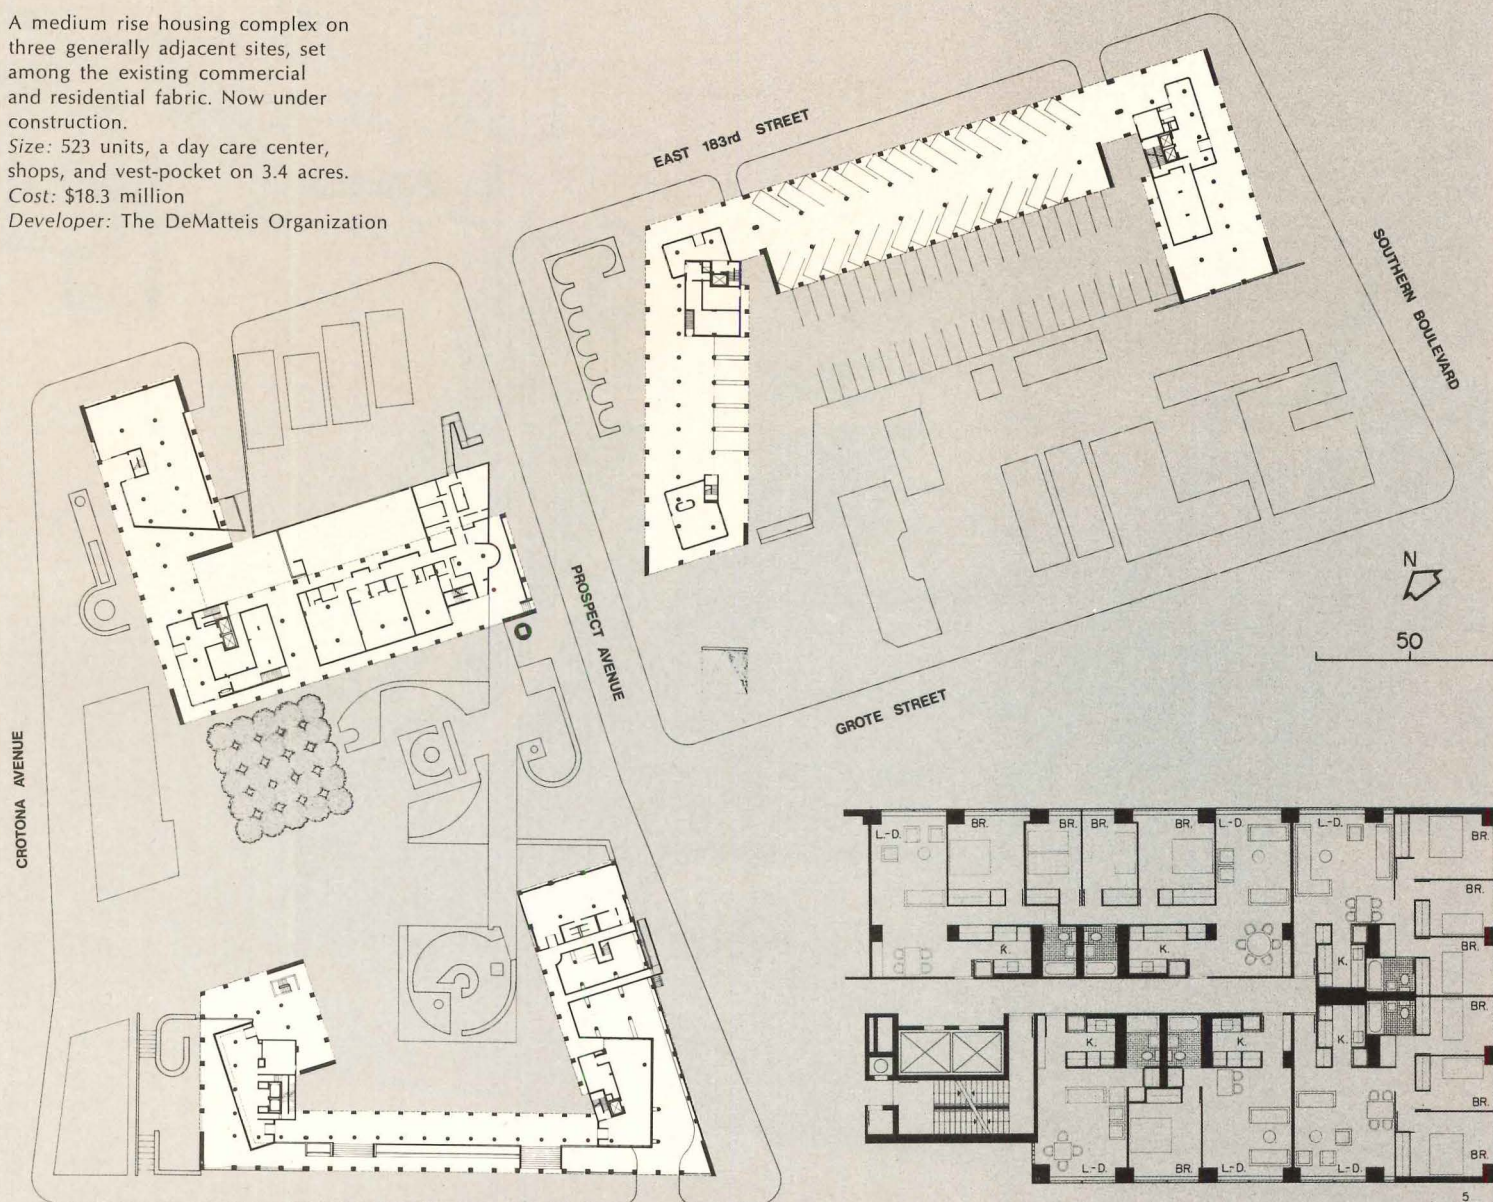 A medium rise housing complex on
three generally adjacent sites, set
among the existing commercial
and residential fabric. Now under
construction.
Size: 523 units, a day care center,
shops, and vest-pocket on 3.4 acres.
Cost: $18.3 million
Developer: The DeMatteis Organization
EAST 183rd STREET
SOUTHERN BOULEVARD
PROSPECT AVENUE
GROTE STREET
CROTONA AVENUE
N
50
L.-D.
BR.
BR.
BR.
BR.
L.-D.
L.-D.
BR.
BR.
BR.
K.
K.
K.
BR.
K.
K.
K.
BR.
L.-D.
BR.
L.-D.
L.-D.
BR.
5